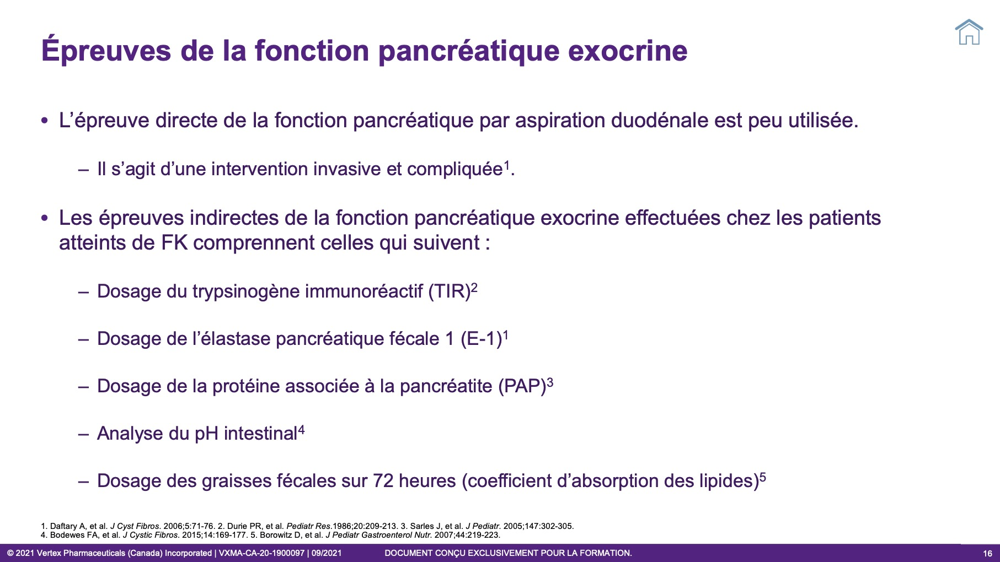 Épreuves de la fonction pancréatique exocrine
• L’épreuve directe de la fonction pancréatique par aspiration duodénale est peu utilisée.
– Il s’agit d’une intervention invasive et compliquée¹.
• Les épreuves indirectes de la fonction pancréatique exocrine effectuées chez les patients
atteints de FK comprennent celles qui suivent :
– Dosage du trypsinogène immunoréactif (TIR)²
– Dosage de l’élastase pancréatique fécale 1 (E-1)¹
– Dosage de la protéine associée à la pancréatite (PAP)³
– Analyse du pH intestinal⁴
– Dosage des graisses fécales sur 72 heures (coefficient d’absorption des lipides)⁵
1. Daftary A, et al. J Cyst Fibros. 2006;5:71-76. 2. Durie PR, et al. Pediatr Res.1986;20:209-213. 3. Sarles J, et al. J Pediatr. 2005;147:302-305.
4. Bodewes FA, et al. J Cystic Fibros. 2015;14:169-177. 5. Borowitz D, et al. J Pediatr Gastroenterol Nutr. 2007;44:219-223.
© 2021 Vertex Pharmaceuticals (Canada) Incorporated | VXMA-CA-20-1900097 | 09/2021 DOCUMENT CONÇU EXCLUSIVEMENT POUR LA FORMATION. 16